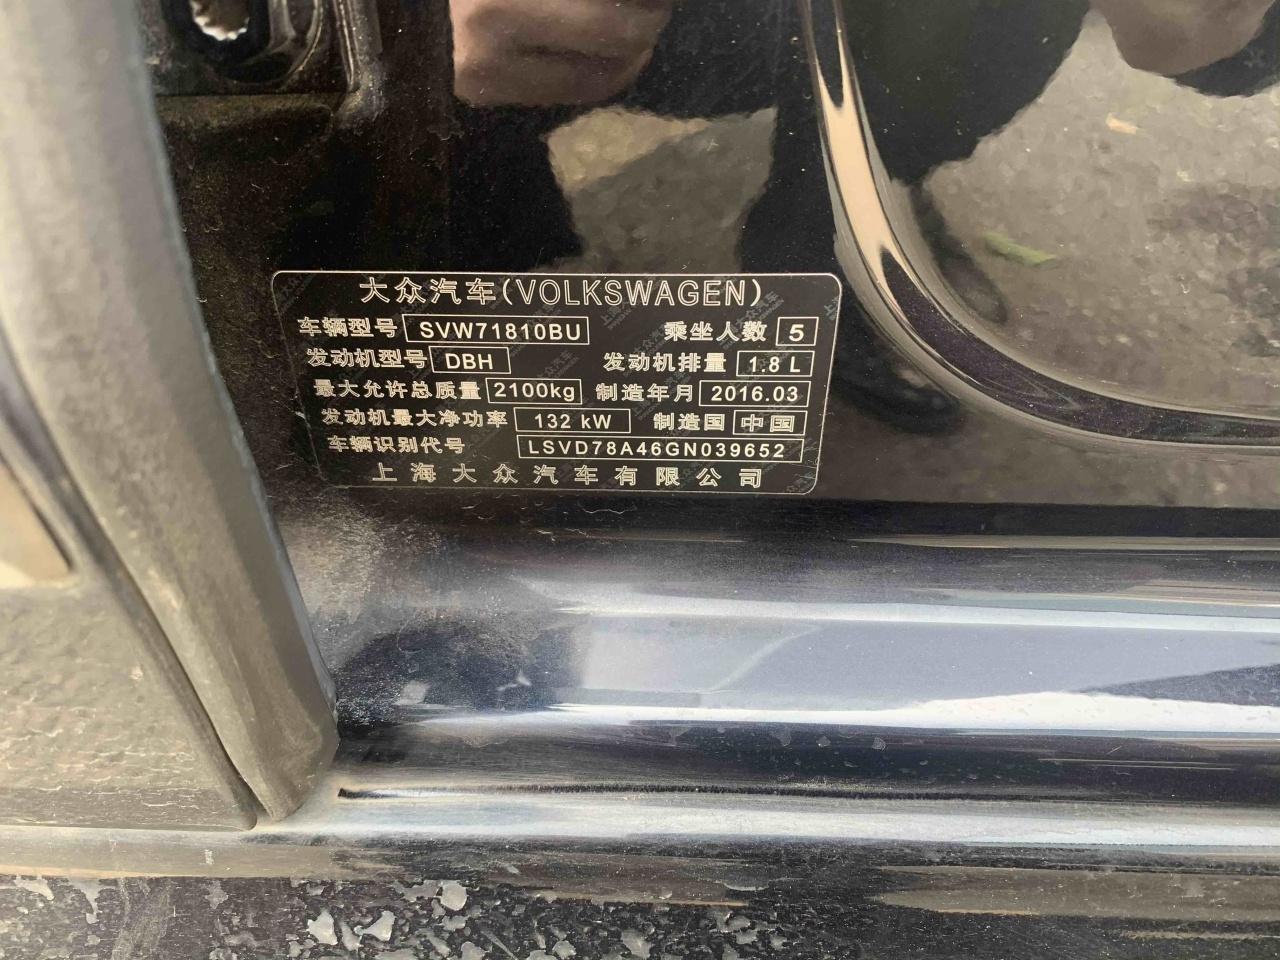 大众汽车(VOLKSWAGEN)
车辆型号 SVW71810BU 乘坐人数 5
发动机型号 DBH 发动机排量 1.8 L
最大允许总质量 2100kg 制造年月 2016.03
发动机最大净功率 132 kW 制造国 中国
车辆识别代号 LSVD78A46GN039652
上海大众汽车有限公司